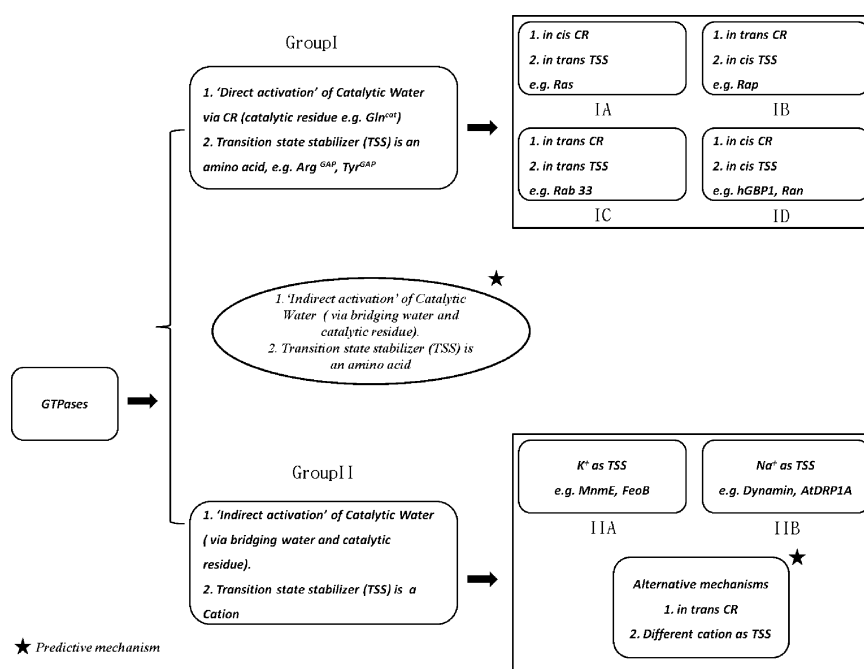 GroupI
1. ‘Direct activation’ of Catalytic Water
via CR (catalytic residue e.g. Gln^cat)
2. Transition state stabilizer (TSS) is an
amino acid, e.g. Arg ^GAP, Tyr^GAP
1. in cis CR
2. in trans TSS
e.g. Ras
IA
1. in trans CR
2. in cis TSS
e.g. Rap
IB
1. in trans CR
2. in trans TSS
e.g. Rab 33
IC
1. in cis CR
2. in cis TSS
e.g. hGBP1, Ran
ID
1. ‘Indirect activation’ of Catalytic
Water ( via bridging water and
catalytic residue).
2. Transition state stabilizer (TSS) is
an amino acid
GTPases
GroupII
1. ‘Indirect activation’ of Catalytic Water
( via bridging water and catalytic
residue).
2. Transition state stabilizer (TSS) is a
Cation
K⁺ as TSS
e.g. MnmE, FeoB
IIA
Na⁺ as TSS
e.g. Dynamin, AtDRP1A
IIB
Alternative mechanisms
1. in trans CR
2. Different cation as TSS
★ Predictive mechanism